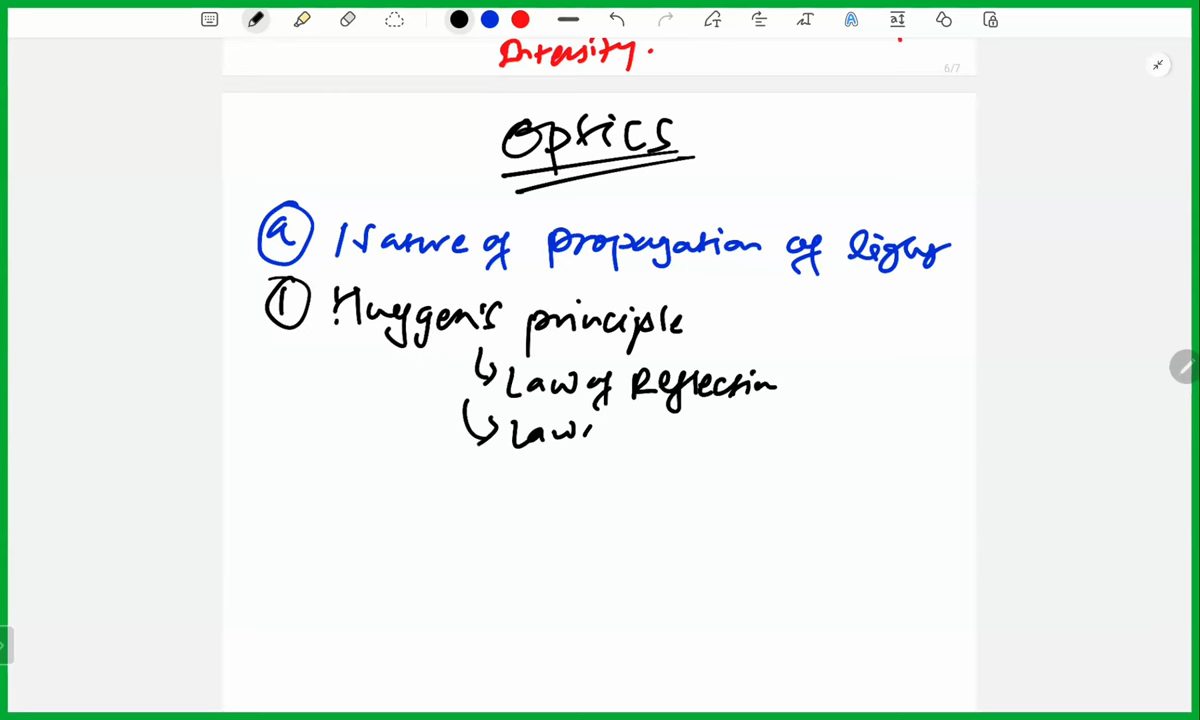 Intensity.
6/7
Optics
(a) Nature of propagation of light
(1) Huygen's principle
↳ Law of Reflection
↳ Law